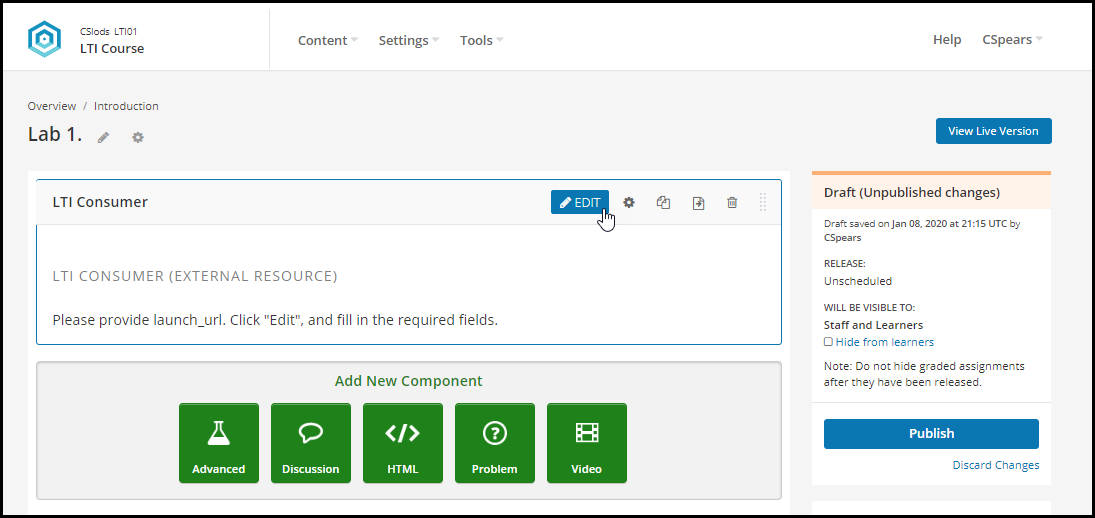 CSlods LTI01
LTI Course
Content
Settings
Tools
Help
CSpears
Overview / Introduction
Lab 1.
View Live Version
LTI Consumer
EDIT
LTI CONSUMER (EXTERNAL RESOURCE)
Please provide launch_url. Click "Edit", and fill in the required fields.
Add New Component
Advanced
Discussion
HTML
Problem
Video
Draft (Unpublished changes)
Draft saved on Jan 08, 2020 at 21:15 UTC by
CSpears
RELEASE:
Unscheduled
WILL BE VISIBLE TO:
Staff and Learners
Hide from learners
Note: Do not hide graded assignments
after they have been released.
Publish
Discard Changes